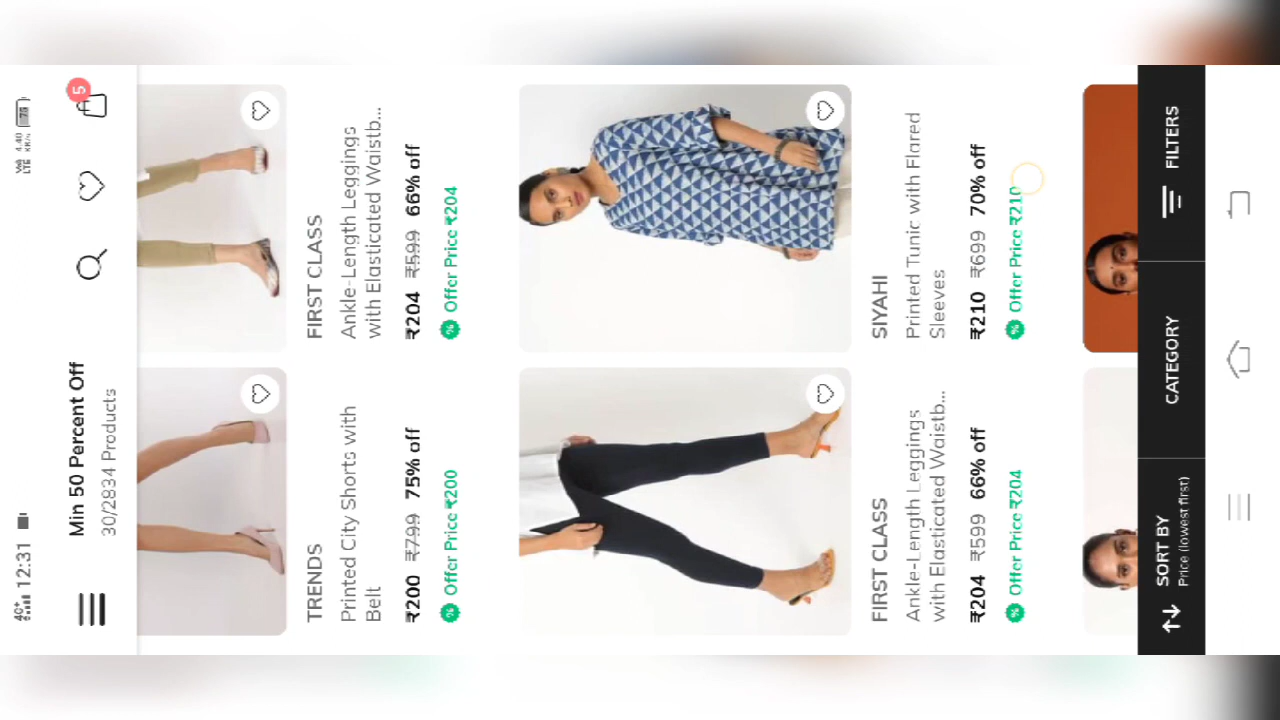 12:31
Min 50 Percent Off
30/2834 Products
5
TRENDS
Printed City Shorts with
Belt
₹200 ₹799 75% off
Offer Price ₹200
FIRST CLASS
Ankle-Length Leggings
with Elasticated Waistb...
₹204 ₹599 66% off
Offer Price ₹204
FIRST CLASS
Ankle-Length Leggings
with Elasticated Waistb...
₹204 ₹599 66% off
Offer Price ₹204
SIYAHI
Printed Tunic with Flared
Sleeves
₹210 ₹699 70% off
Offer Price ₹210
SORT BY
Price (lowest first)
CATEGORY
FILTERS